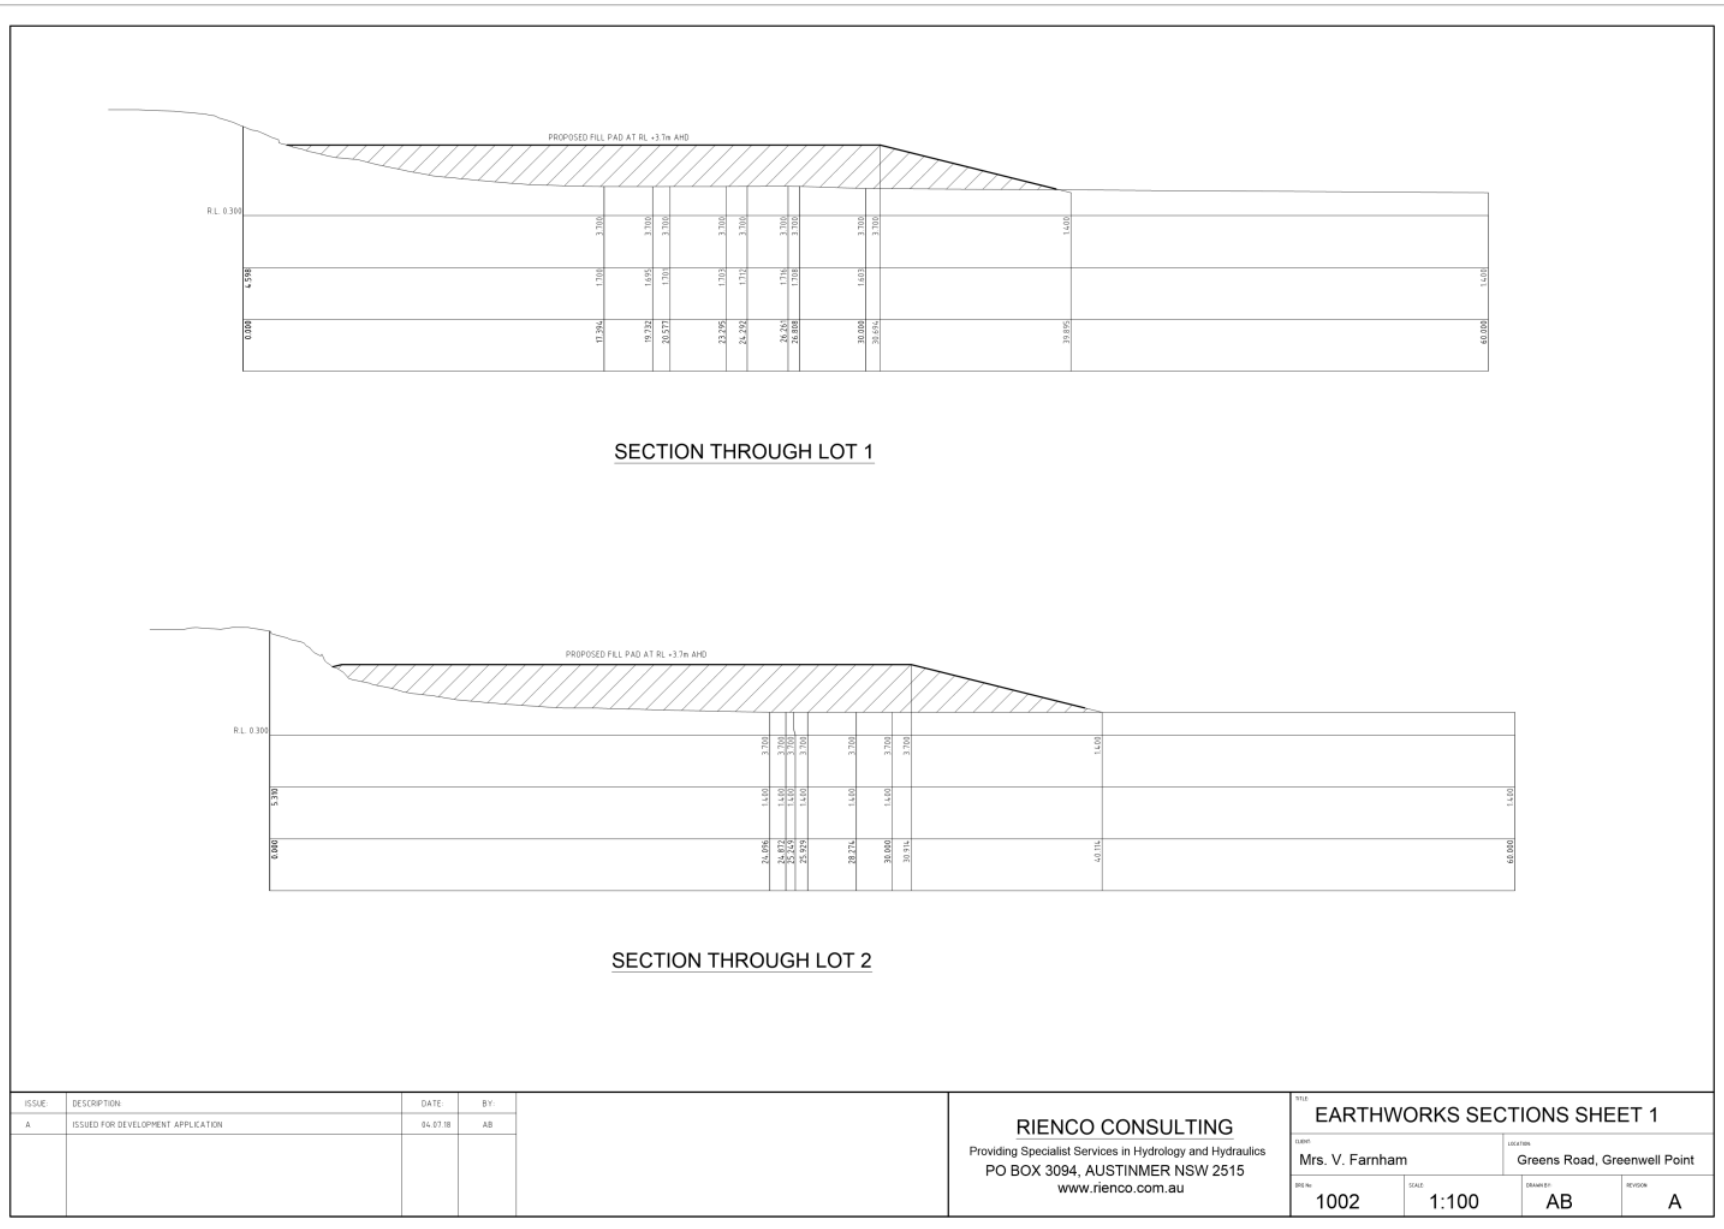 PROPOSED FILL PAD AT RL +3.7m AHD
R.L. 0.300
3.700 3.700 3.700 3.700 3.700 3.700 3.700 3.700 3.700 1.400
4.598 1.700 1.695 1.701 1.703 1.712 1.716 1.708 1.603 1.400
0.000 17.394 19.732 20.577 23.295 24.292 26.261 26.808 30.000 30.694 39.895 60.000
SECTION THROUGH LOT 1
PROPOSED FILL PAD AT RL +3.7m AHD
R.L. 0.300
3.700 3.700 3.700 3.700 3.700 3.700 3.700 1.400
5.310 1.400 1.400 1.400 1.400 1.400 1.400 1.400
0.000 24.096 24.872 25.249 25.929 28.274 30.000 30.914 40.114 60.000
SECTION THROUGH LOT 2
ISSUE: DESCRIPTION: DATE: BY:
A ISSUED FOR DEVELOPMENT APPLICATION 04.07.18 AB
RIENCO CONSULTING
Providing Specialist Services in Hydrology and Hydraulics
PO BOX 3094, AUSTINMER NSW 2515
www.rienco.com.au
TITLE:
EARTHWORKS SECTIONS SHEET 1
CLIENT: LOCATION:
Mrs. V. Farnham Greens Road, Greenwell Point
DRG No: SCALE: DRAWN BY: REVISION:
1002 1:100 AB A